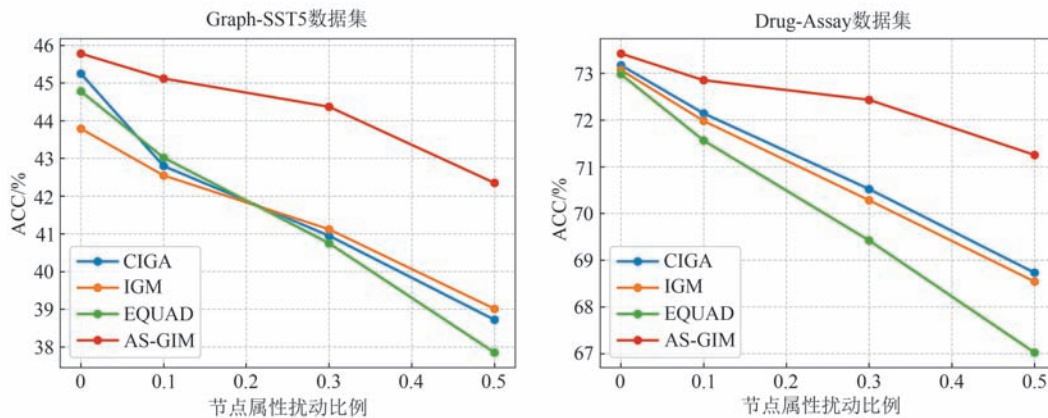 Graph-SST5数据集
ACC/%
46
45
44
43
42
41
40
39
38
CIGA
IGM
EQUAD
AS-GIM
0 0.1 0.2 0.3 0.4 0.5
节点属性扰动比例
Drug-Assay数据集
ACC/%
73
72
71
70
69
68
67
CIGA
IGM
EQUAD
AS-GIM
0 0.1 0.2 0.3 0.4 0.5
节点属性扰动比例